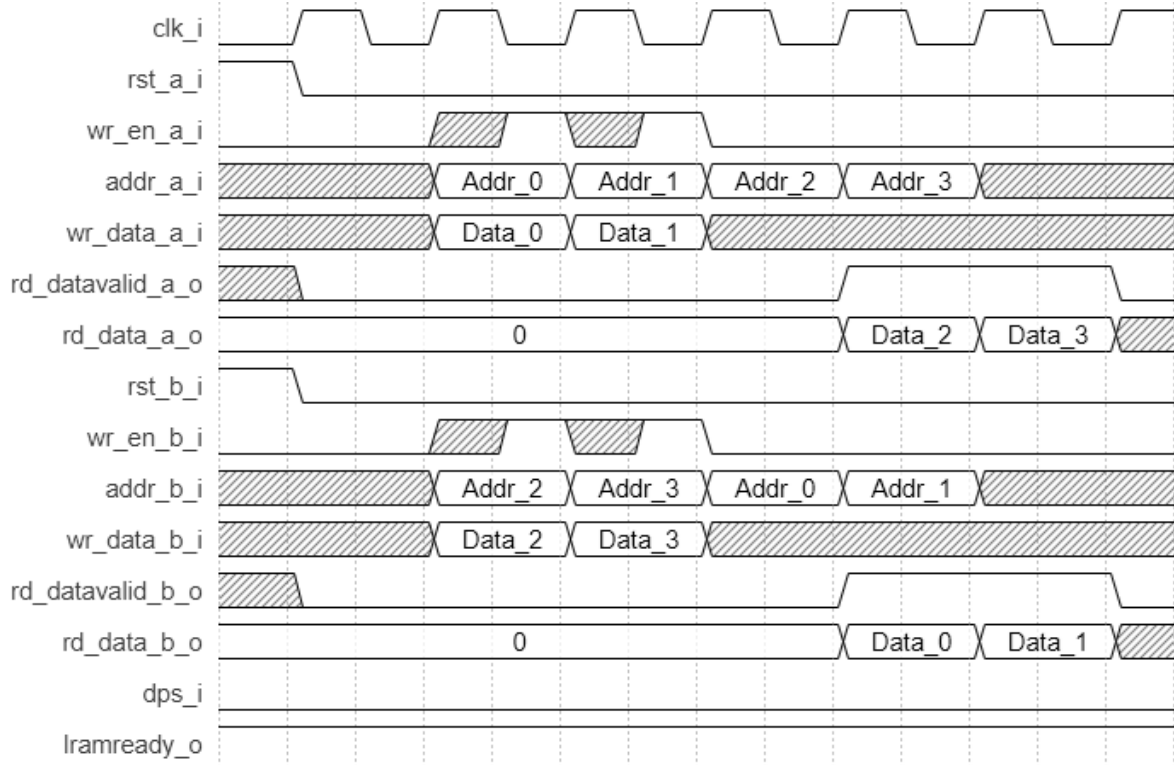 clk_i
rst_a_i
wr_en_a_i
addr_a_i Addr_0 Addr_1 Addr_2 Addr_3
wr_data_a_i Data_0 Data_1
rd_datavalid_a_o
rd_data_a_o 0 Data_2 Data_3
rst_b_i
wr_en_b_i
addr_b_i Addr_2 Addr_3 Addr_0 Addr_1
wr_data_b_i Data_2 Data_3
rd_datavalid_b_o
rd_data_b_o 0 Data_0 Data_1
dps_i
lramready_o